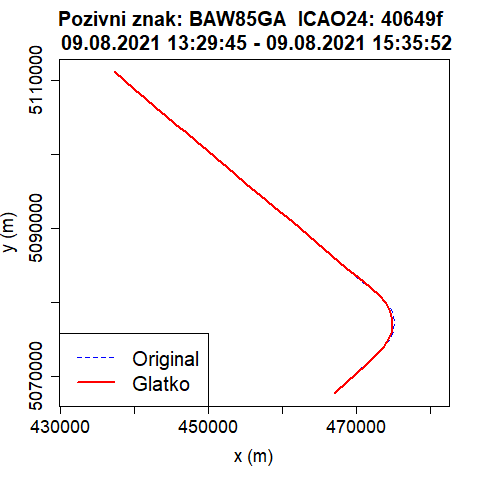 Pozivni znak: BAW85GA ICAO24: 40649f
09.08.2021 13:29:45 - 09.08.2021 15:35:52
5110000
5090000
5070000
y (m)
Original
Glatko
430000 450000 470000
x (m)